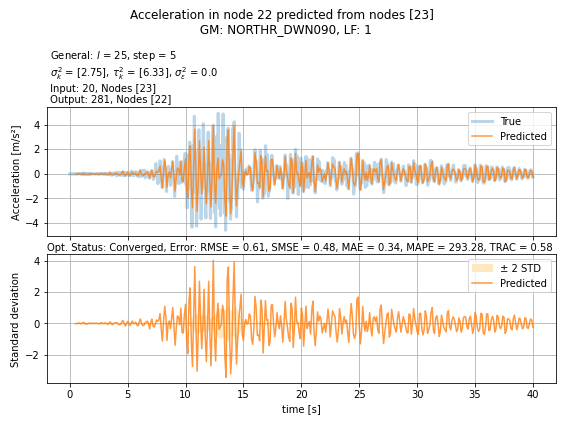 Acceleration in node 22 predicted from nodes [23]
GM: NORTHR_DWN090, LF: 1
General: l = 25, step = 5
σ²ₖ = [2.75], τ²ₖ = [6.33], σ²ε = 0.0
Input: 20, Nodes [23]
Output: 281, Nodes [22]
Acceleration [m/s²]
4
2
0
−2
−4
True
Predicted
Opt. Status: Converged, Error: RMSE = 0.61, SMSE = 0.48, MAE = 0.34, MAPE = 293.28, TRAC = 0.58
Standard deviation
4
2
0
−2
± 2 STD
Predicted
0 5 10 15 20 25 30 35 40
time [s]